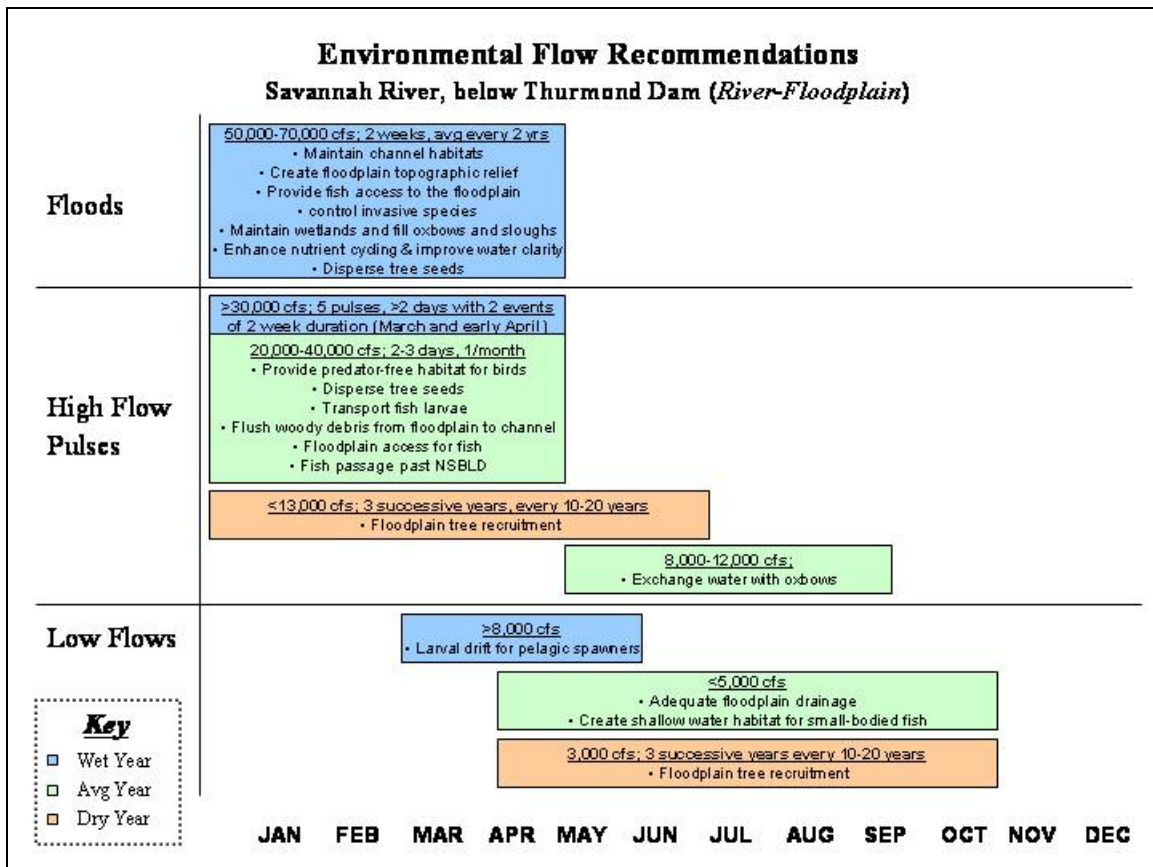 Environmental Flow Recommendations
Savannah River, below Thurmond Dam (River-Floodplain)
Floods
50,000-70,000 cfs; 2 weeks, avg every 2 yrs
• Maintain channel habitats
• Create floodplain topographic relief
• Provide fish access to the floodplain
• control invasive species
• Maintain wetlands and fill oxbows and sloughs
• Enhance nutrient cycling & improve water clarity
• Disperse tree seeds
High Flow
Pulses
>30,000 cfs; 5 pulses, >2 days with 2 events
of 2 week duration (March and early April)
20,000-40,000 cfs; 2-3 days, 1/month
• Provide predator-free habitat for birds
• Disperse tree seeds
• Transport fish larvae
• Flush woody debris from floodplain to channel
• Floodplain access for fish
• Fish passage past NSBLD
<13,000 cfs; 3 successive years, every 10-20 years
• Floodplain tree recruitment
8,000-12,000 cfs;
• Exchange water with oxbows
Low Flows
>8,000 cfs
• Larval drift for pelagic spawners
<5,000 cfs
• Adequate floodplain drainage
• Create shallow water habitat for small-bodied fish
3,000 cfs; 3 successive years every 10-20 years
• Floodplain tree recruitment
Key
Wet Year
Avg Year
Dry Year
JAN FEB MAR APR MAY JUN JUL AUG SEP OCT NOV DEC